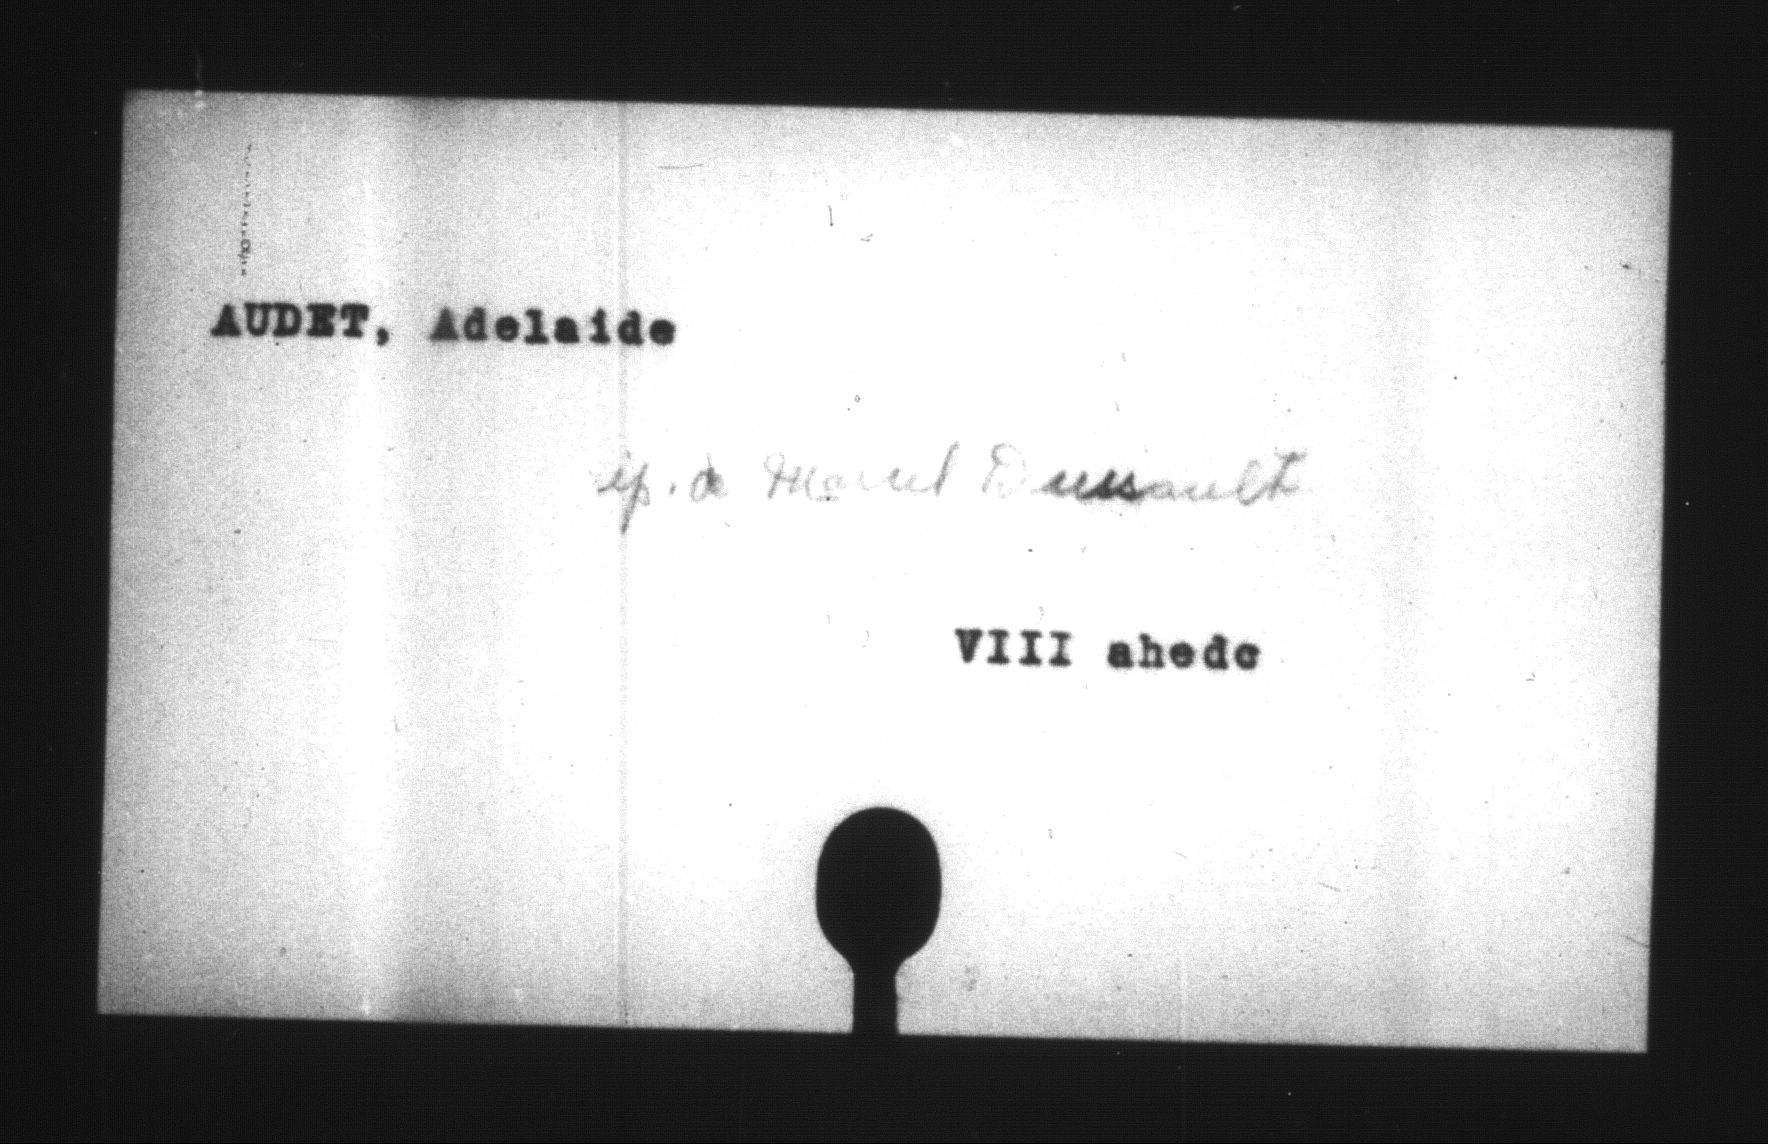 AUDET, Adelaide
ép. de Marcel Dussault
VIII ahedc